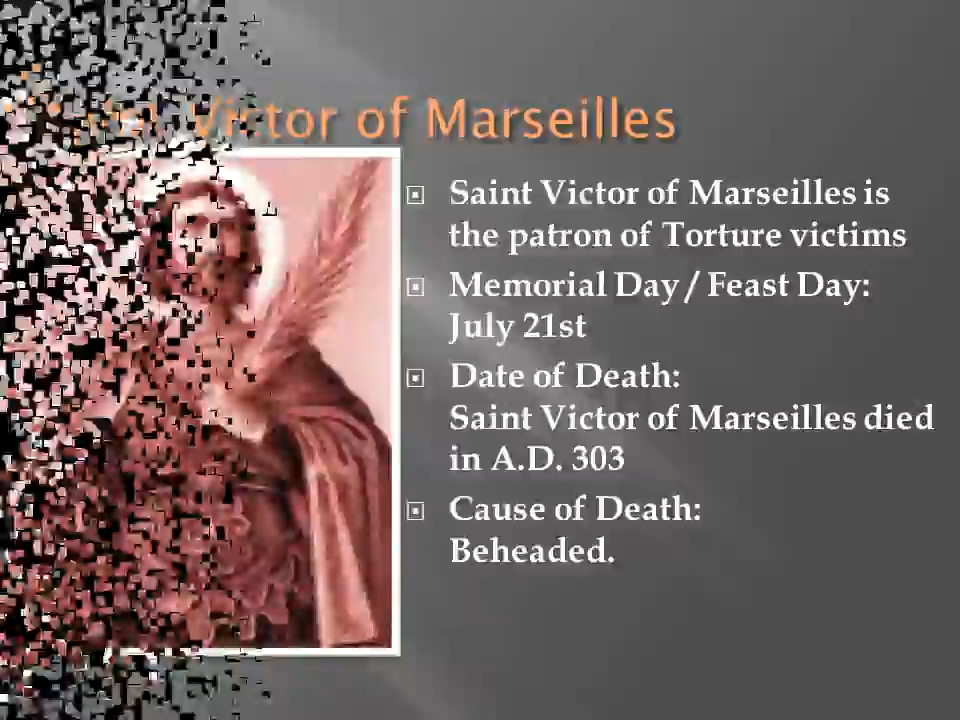 Victor of Marseilles
Saint Victor of Marseilles is
the patron of Torture victims
Memorial Day / Feast Day:
July 21st
Date of Death:
Saint Victor of Marseilles died
in A.D. 303
Cause of Death:
Beheaded.